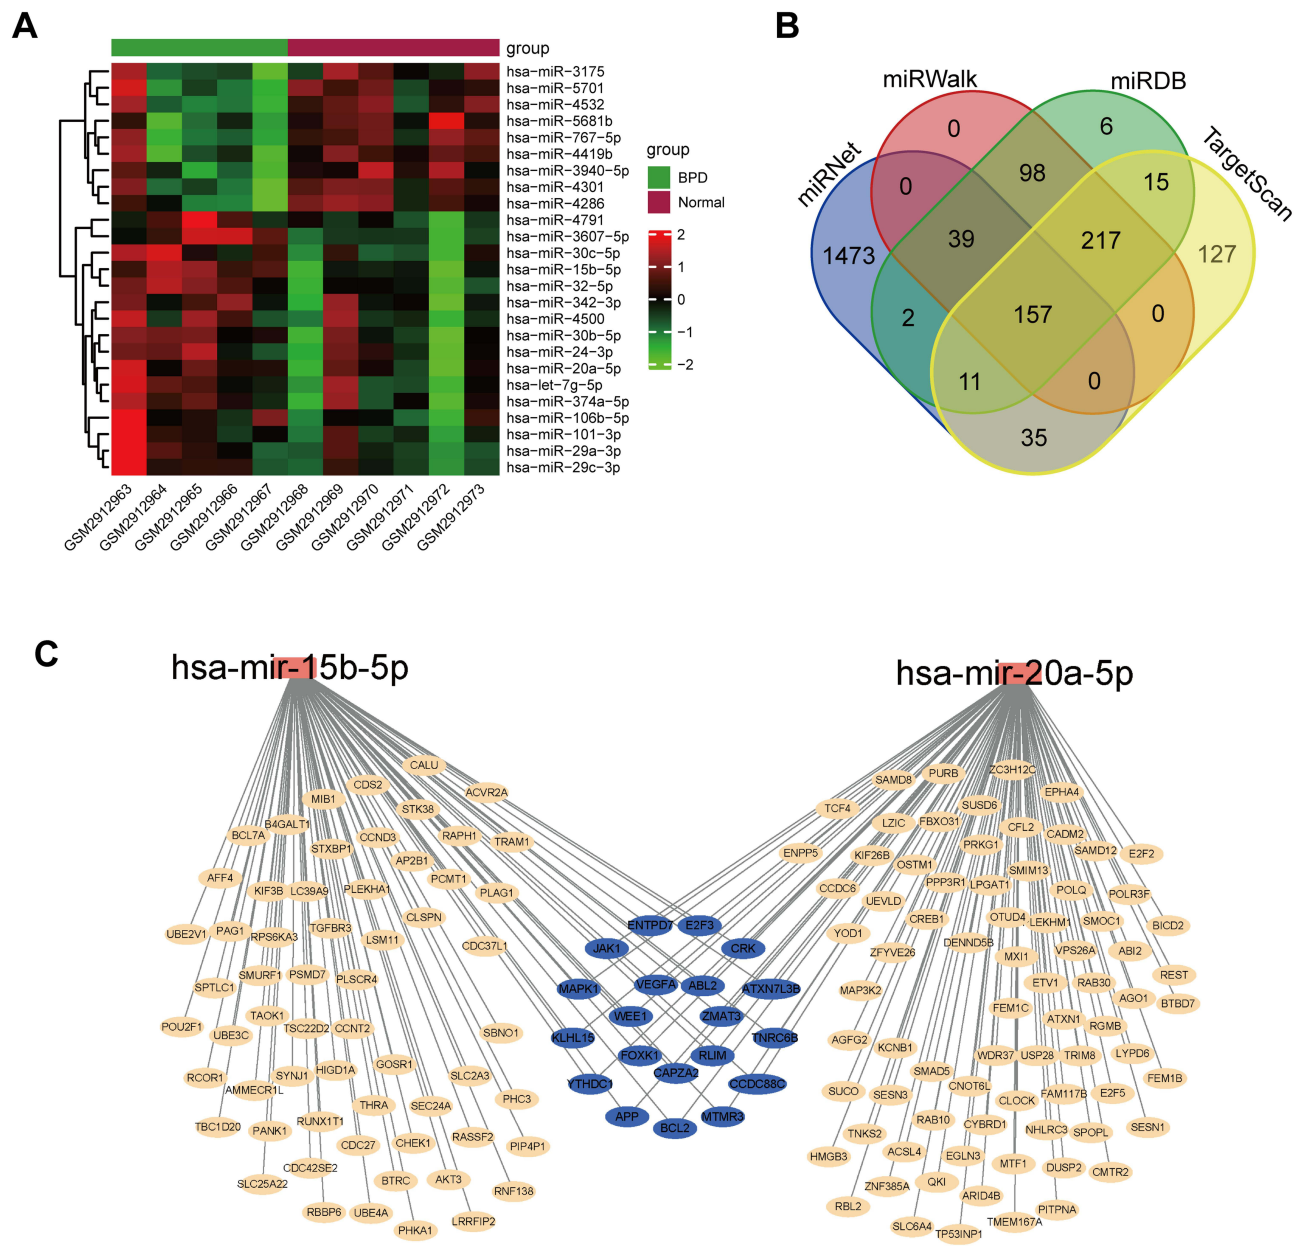 A
group
hsa-miR-3175
hsa-miR-5701
hsa-miR-4532
hsa-miR-5681b
hsa-miR-767-5p
hsa-miR-4419b
hsa-miR-3940-5p
hsa-miR-4301
hsa-miR-4286
hsa-miR-4791
hsa-miR-3607-5p
hsa-miR-30c-5p
hsa-miR-15b-5p
hsa-miR-32-5p
hsa-miR-342-3p
hsa-miR-4500
hsa-miR-30b-5p
hsa-miR-24-3p
hsa-miR-20a-5p
hsa-let-7g-5p
hsa-miR-374a-5p
hsa-miR-106b-5p
hsa-miR-101-3p
hsa-miR-29a-3p
hsa-miR-29c-3p
GSM2912963
GSM2912964
GSM2912965
GSM2912966
GSM2912967
GSM2912968
GSM2912969
GSM2912970
GSM2912971
GSM2912972
GSM2912973
group
BPD
Normal
2
1
0
-1
-2
B
miRNet
miRWalk
miRDB
TargetScan
0
6
0
98
15
1473
39
217
127
2
157
0
11
0
35
C
hsa-mir-15b-5p
hsa-mir-20a-5p
CALU
CDS2
ACVR2A
MIB1
STK38
B4GALT1
BCL7A
STXBP1
CCND3
RAPH1
TRAM1
AP2B1
AFF4
KIF3B
LC39A9
PLEKHA1
PCMT1
PLAG1
CLSPN
UBE2V1
PAG1
RPS6KA3
TGFBR3
LSM11
CDC37L1
SPTLC1
SMURF1
PSMD7
PLSCR4
POU2F1
UBE3C
TAOK1
TSC22D2
CCNT2
SBNO1
RCOR1
AMMECR1L
SYNJ1
HIGD1A
GOSR1
SLC2A3
TBC1D20
PANK1
RUNX1T1
THRA
SEC24A
PHC3
CDC27
CHEK1
RASSF2
PIP4P1
SLC25A22
CDC42SE2
BTRC
AKT3
RNF138
RBBP6
UBE4A
PHKA1
LRRFIP2
ENTPD7
E2F3
JAK1
CRK
MAPK1
VEGFA
ABL2
ATXN7L3B
WEE1
ZMAT3
KLHL15
TNRC6B
FOXK1
RLIM
YTHDC1
CAPZA2
CCDC88C
APP
BCL2
MTMR3
SAMD8
PURB
ZC3H12C
EPHA4
TCF4
SUSD6
LZIC
FBXO31
CFL2
CADM2
ENPP5
KIF26B
PRKG1
SAMD12
E2F2
OSTM1
SMIM13
CCDC6
PPP3R1
LPGAT1
POLQ
POLR3F
UEVLD
CREB1
OTUD4
LEKHM1
SMOC1
BICD2
YOD1
ZFYVE26
DENND5B
MXI1
VPS26A
ABI2
REST
MAP3K2
ETV1
RAB30
AGO1
BTBD7
FEM1C
ATXN1
RGMB
AGFG2
KCNB1
WDR37
USP28
TRIM8
LYPD6
SMAD5
FEM1B
SUCO
SESN3
CNOT6L
CLOCK
FAM117B
E2F5
TNKS2
RAB10
CYBRD1
NHLRC3
SPOPL
SESN1
HMGB3
ACSL4
EGLN3
MTF1
DUSP2
CMTR2
ZNF385A
QKI
ARID4B
RBL2
PITPNA
SLC6A4
TP53INP1
TMEM167A